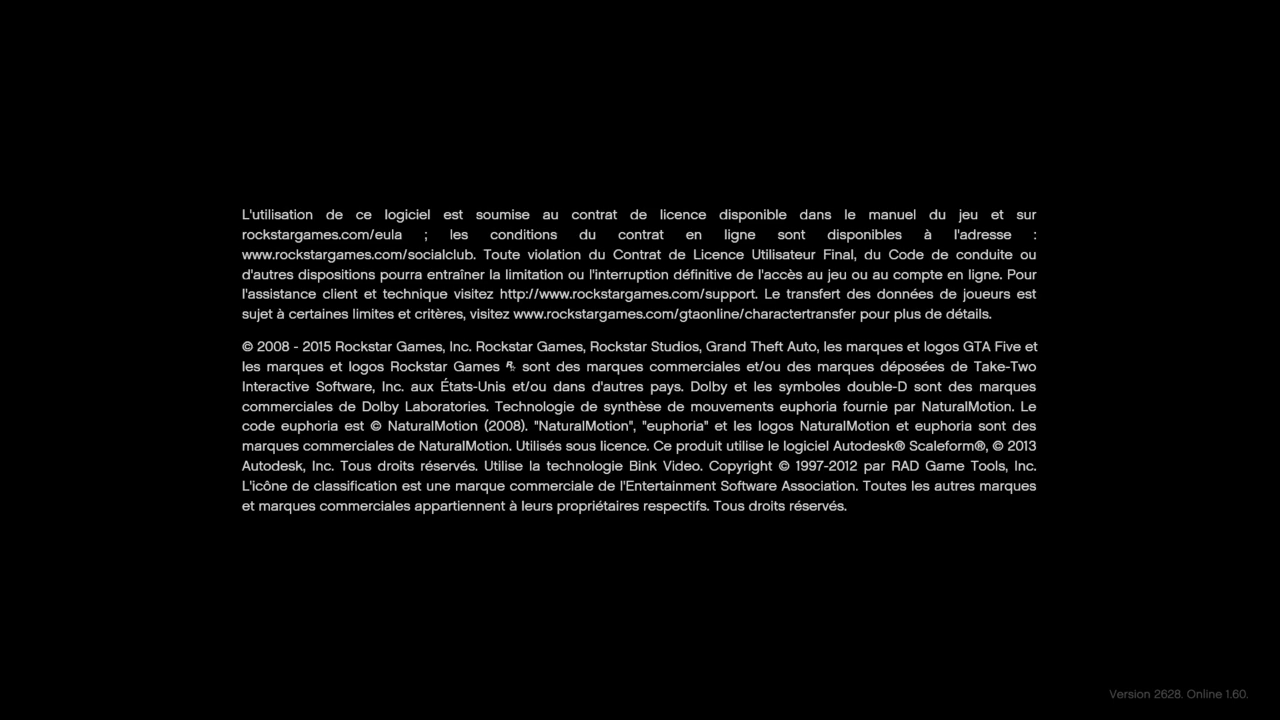 L'utilisation de ce logiciel est soumise au contrat de licence disponible dans le manuel du jeu et sur
rockstargames.com/eula ; les conditions du contrat en ligne sont disponibles à l'adresse :
www.rockstargames.com/socialclub. Toute violation du Contrat de Licence Utilisateur Final, du Code de conduite ou
d'autres dispositions pourra entraîner la limitation ou l'interruption définitive de l'accès au jeu ou au compte en ligne. Pour
l'assistance client et technique visitez http://www.rockstargames.com/support. Le transfert des données de joueurs est
sujet à certaines limites et critères, visitez www.rockstargames.com/gtaonline/charactertransfer pour plus de détails.
© 2008 - 2015 Rockstar Games, Inc. Rockstar Games, Rockstar Studios, Grand Theft Auto, les marques et logos GTA Five et
les marques et logos Rockstar Games R* sont des marques commerciales et/ou des marques déposées de Take-Two
Interactive Software, Inc. aux États-Unis et/ou dans d'autres pays. Dolby et les symboles double-D sont des marques
commerciales de Dolby Laboratories. Technologie de synthèse de mouvements euphoria fournie par NaturalMotion. Le
code euphoria est © NaturalMotion (2008). "NaturalMotion", "euphoria" et les logos NaturalMotion et euphoria sont des
marques commerciales de NaturalMotion. Utilisés sous licence. Ce produit utilise le logiciel Autodesk® Scaleform®, © 2013
Autodesk, Inc. Tous droits réservés. Utilise la technologie Bink Video. Copyright © 1997-2012 par RAD Game Tools, Inc.
L'icône de classification est une marque commerciale de l'Entertainment Software Association. Toutes les autres marques
et marques commerciales appartiennent à leurs propriétaires respectifs. Tous droits réservés.
Version 2628. Online 1.60.